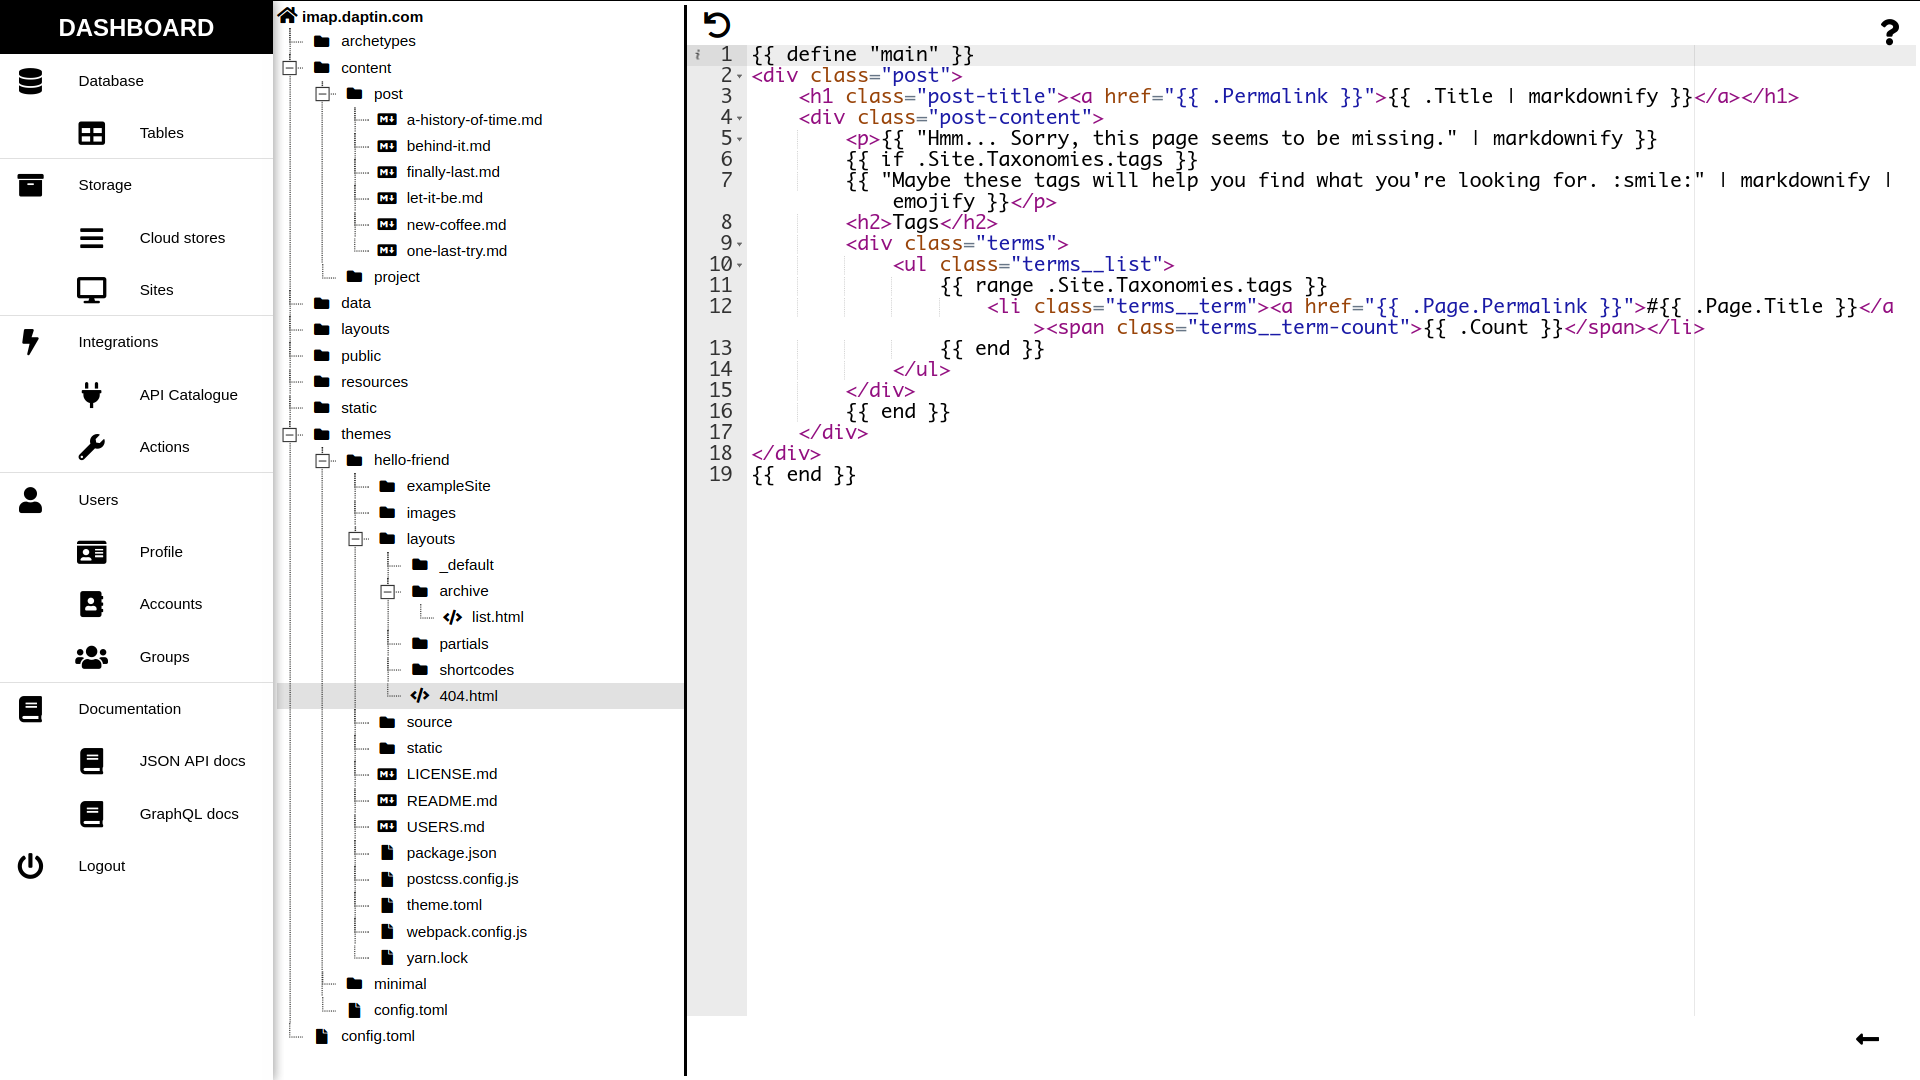 DASHBOARD
Database
Tables
Storage
Cloud stores
Sites
Integrations
API Catalogue
Actions
Users
Profile
Accounts
Groups
Documentation
JSON API docs
GraphQL docs
Logout
imap.daptin.com
archetypes
content
post
a-history-of-time.md
behind-it.md
finally-last.md
let-it-be.md
new-coffee.md
one-last-try.md
project
data
layouts
public
resources
static
themes
hello-friend
exampleSite
images
layouts
_default
archive
list.html
partials
shortcodes
404.html
source
static
LICENSE.md
README.md
USERS.md
package.json
postcss.config.js
theme.toml
webpack.config.js
yarn.lock
minimal
config.toml
config.toml
?
i 1 {{ define "main" }}
2 <div class="post">
3 <h1 class="post-title"><a href="{{ .Permalink }}">{{ .Title | markdownify }}</a></h1>
4 <div class="post-content">
5 <p>{{ "Hmm... Sorry, this page seems to be missing." | markdownify }}
6 {{ if .Site.Taxonomies.tags }}
7 {{ "Maybe these tags will help you find what you're looking for. :smile:" | markdownify |
emojify }}</p>
8 <h2>Tags</h2>
9 <div class="terms">
10 <ul class="terms__list">
11 {{ range .Site.Taxonomies.tags }}
12 <li class="terms__term"><a href="{{ .Page.Permalink }}">#{{ .Page.Title }}</a
><span class="terms__term-count">{{ .Count }}</span></li>
13 {{ end }}
14 </ul>
15 </div>
16 {{ end }}
17 </div>
18 </div>
19 {{ end }}